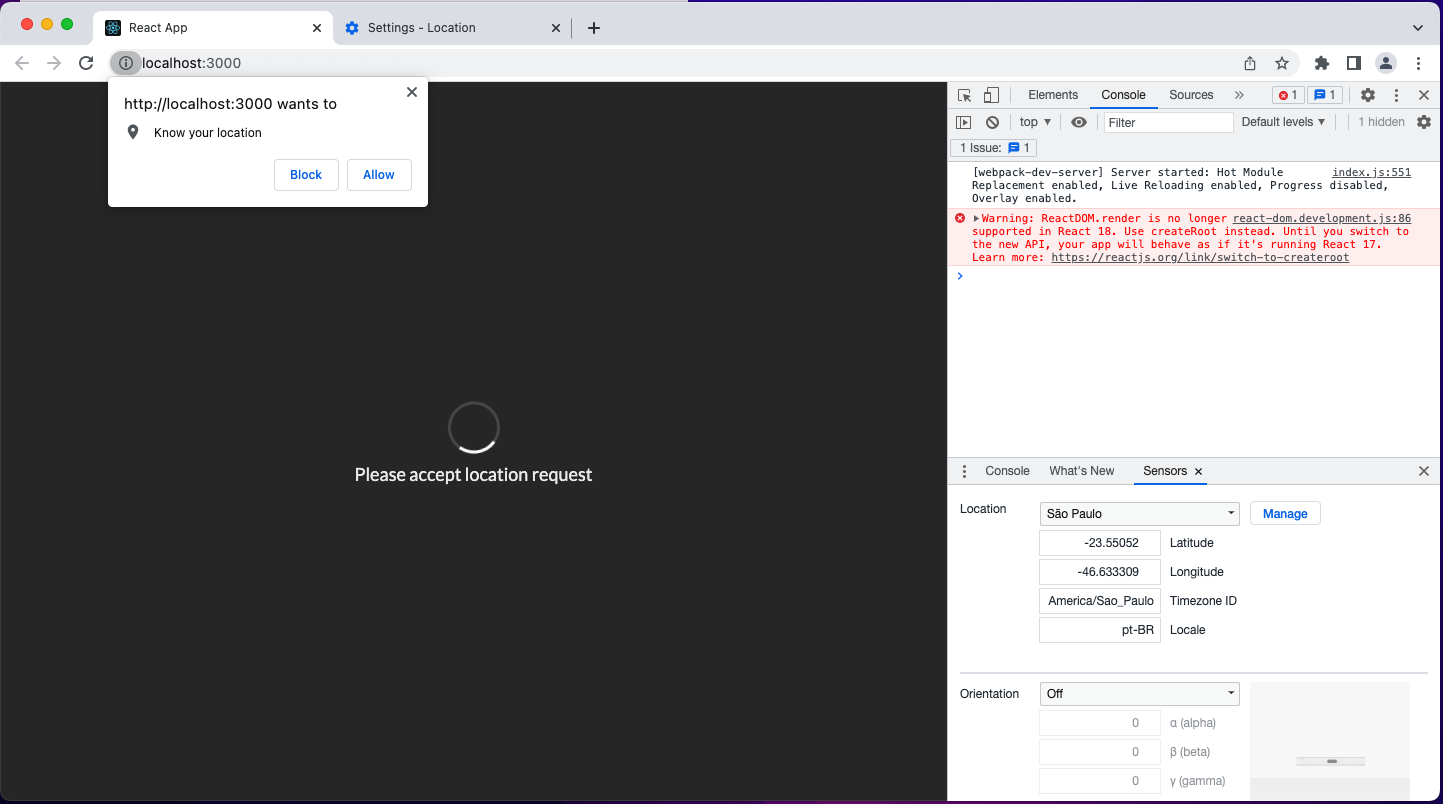 React App
Settings - Location
localhost:3000
http://localhost:3000 wants to
Know your location
Block
Allow
Please accept location request
Elements
Console
Sources
1
1
top
Filter
Default levels
1 hidden
1 Issue:
1
[webpack-dev-server] Server started: Hot Module index.js:551
Replacement enabled, Live Reloading enabled, Progress disabled,
Overlay enabled.
Warning: ReactDOM.render is no longer react-dom.development.js:86
supported in React 18. Use createRoot instead. Until you switch to
the new API, your app will behave as if it's running React 17.
Learn more: https://reactjs.org/link/switch-to-createroot
Console
What's New
Sensors
Location
São Paulo
Manage
-23.55052 Latitude
-46.633309 Longitude
America/Sao_Paulo Timezone ID
pt-BR Locale
Orientation
Off
0 α (alpha)
0 β (beta)
0 γ (gamma)